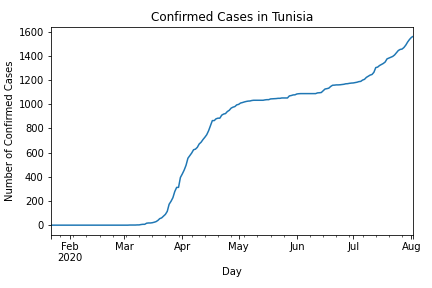 Confirmed Cases in Tunisia
Number of Confirmed Cases
1600
1400
1200
1000
800
600
400
200
0
Feb Mar Apr May Jun Jul Aug
2020
Day